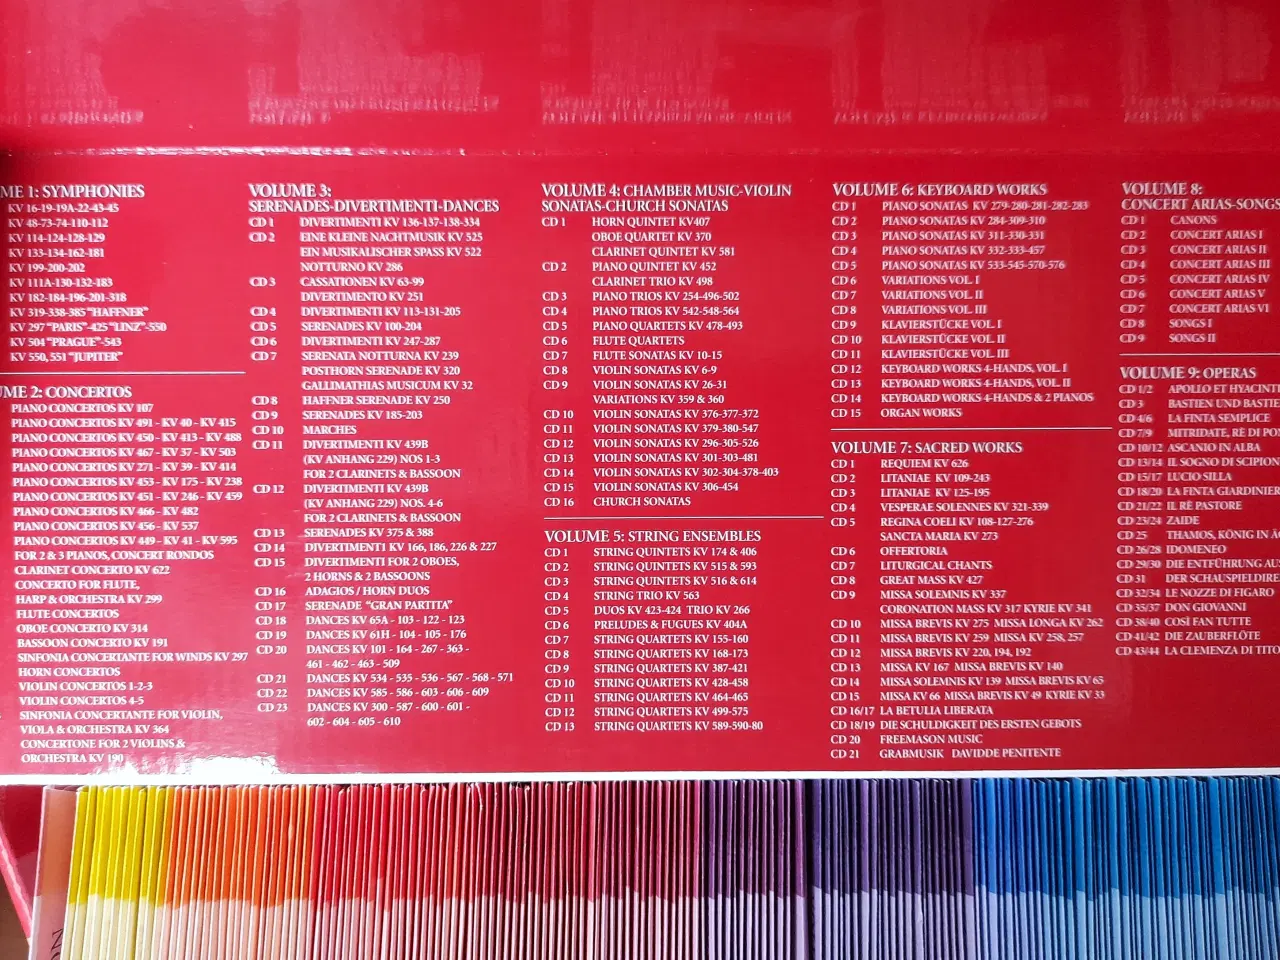 ME 1: SYMPHONIES
KV 16-19-19A-22-43-45
KV 48-73-74-110-112
KV 114-124-128-129
KV 133-134-162-181
KV 199-200-202
KV 111A-130-132-183
KV 182-184-196-201-318
KV 319-338-385 "HAFFNER"
KV 297 "PARIS"-425 "LINZ"-550
KV 504 "PRAGUE"-543
KV 550, 551 "JUPITER"
UME 2: CONCERTOS
PIANO CONCERTOS KV 107
PIANO CONCERTOS KV 491 - KV 40 - KV 415
PIANO CONCERTOS KV 450 - KV 413 - KV 488
PIANO CONCERTOS KV 467 - KV 37 - KV 503
PIANO CONCERTOS KV 271 - KV 39 - KV 414
PIANO CONCERTOS KV 453 - KV 175 - KV 238
PIANO CONCERTOS KV 451 - KV 246 - KV 459
PIANO CONCERTOS KV 466 - KV 482
PIANO CONCERTOS KV 456 - KV 537
PIANO CONCERTOS KV 449 - KV 41 - KV 595
FOR 2 & 3 PIANOS, CONCERT RONDOS
CLARINET CONCERTO KV 622
CONCERTO FOR FLUTE,
HARP & ORCHESTRA KV 299
FLUTE CONCERTOS
OBOE CONCERTO KV 314
BASSOON CONCERTO KV 191
SINFONIA CONCERTANTE FOR WINDS KV 297
HORN CONCERTOS
VIOLIN CONCERTOS 1-2-3
VIOLIN CONCERTOS 4-5
SINFONIA CONCERTANTE FOR VIOLIN,
VIOLA & ORCHESTRA KV 364
CONCERTONE FOR 2 VIOLINS &
ORCHESTRA KV 190
VOLUME 3:
SERENADES-DIVERTIMENTI-DANCES
CD 1 DIVERTIMENTI KV 136-137-138-334
CD 2 EINE KLEINE NACHTMUSIK KV 525
EIN MUSIKALISCHER SPASS KV 522
NOTTURNO KV 286
CD 3 CASSATIONEN KV 63-99
DIVERTIMENTO KV 251
CD 4 DIVERTIMENTI KV 113-131-205
CD 5 SERENADES KV 100-204
CD 6 DIVERTIMENTI KV 247-287
CD 7 SERENATA NOTTURNA KV 239
POSTHORN SERENADE KV 320
GALLIMATHIAS MUSICUM KV 32
CD 8 HAFFNER SERENADE KV 250
CD 9 SERENADES KV 185-203
CD 10 MARCHES
CD 11 DIVERTIMENTI KV 439B
(KV ANHANG 229) NOS 1-3
FOR 2 CLARINETS & BASSOON
CD 12 DIVERTIMENTI KV 439B
(KV ANHANG 229) NOS. 4-6
FOR 2 CLARINETS & BASSOON
CD 13 SERENADES KV 375 & 388
CD 14 DIVERTIMENTI KV 166, 186, 226 & 227
CD 15 DIVERTIMENTI FOR 2 OBOES,
2 HORNS & 2 BASSOONS
CD 16 ADAGIOS / HORN DUOS
CD 17 SERENADE "GRAN PARTITA"
CD 18 DANCES KV 65A - 103 - 122 - 123
CD 19 DANCES KV 61H - 104 - 105 - 176
CD 20 DANCES KV 101 - 164 - 267 - 363 -
461 - 462 - 463 - 509
CD 21 DANCES KV 534 - 535 - 536 - 567 - 568 - 571
CD 22 DANCES KV 585 - 586 - 603 - 606 - 609
CD 23 DANCES KV 300 - 587 - 600 - 601 -
602 - 604 - 605 - 610
VOLUME 4: CHAMBER MUSIC-VIOLIN
SONATAS-CHURCH SONATAS
CD 1 HORN QUINTET KV407
OBOE QUARTET KV 370
CLARINET QUINTET KV 581
CD 2 PIANO QUINTET KV 452
CLARINET TRIO KV 498
CD 3 PIANO TRIOS KV 254-496-502
CD 4 PIANO TRIOS KV 542-548-564
CD 5 PIANO QUARTETS KV 478-493
CD 6 FLUTE QUARTETS
CD 7 FLUTE SONATAS KV 10-15
CD 8 VIOLIN SONATAS KV 6-9
CD 9 VIOLIN SONATAS KV 26-31
VARIATIONS KV 359 & 360
CD 10 VIOLIN SONATAS KV 376-377-372
CD 11 VIOLIN SONATAS KV 379-380-547
CD 12 VIOLIN SONATAS KV 296-305-526
CD 13 VIOLIN SONATAS KV 301-303-481
CD 14 VIOLIN SONATAS KV 302-304-378-403
CD 15 VIOLIN SONATAS KV 306-454
CD 16 CHURCH SONATAS
VOLUME 5: STRING ENSEMBLES
CD 1 STRING QUINTETS KV 174 & 406
CD 2 STRING QUINTETS KV 515 & 593
CD 3 STRING QUINTETS KV 516 & 614
CD 4 STRING TRIO KV 563
CD 5 DUOS KV 423-424 TRIO KV 266
CD 6 PRELUDES & FUGUES KV 404A
CD 7 STRING QUARTETS KV 155-160
CD 8 STRING QUARTETS KV 168-173
CD 9 STRING QUARTETS KV 387-421
CD 10 STRING QUARTETS KV 428-458
CD 11 STRING QUARTETS KV 464-465
CD 12 STRING QUARTETS KV 499-575
CD 13 STRING QUARTETS KV 589-590-80
VOLUME 6: KEYBOARD WORKS
CD 1 PIANO SONATAS KV 279-280-281-282-283
CD 2 PIANO SONATAS KV 284-309-310
CD 3 PIANO SONATAS KV 311-330-331
CD 4 PIANO SONATAS KV 332-333-457
CD 5 PIANO SONATAS KV 533-545-570-576
CD 6 VARIATIONS VOL. I
CD 7 VARIATIONS VOL. II
CD 8 VARIATIONS VOL. III
CD 9 KLAVIERSTÜCKE VOL. I
CD 10 KLAVIERSTÜCKE VOL. II
CD 11 KLAVIERSTÜCKE VOL. III
CD 12 KEYBOARD WORKS 4-HANDS, VOL. I
CD 13 KEYBOARD WORKS 4-HANDS, VOL. II
CD 14 KEYBOARD WORKS 4-HANDS & 2 PIANOS
CD 15 ORGAN WORKS
VOLUME 7: SACRED WORKS
CD 1 REQUIEM KV 626
CD 2 LITANIAE KV 109-243
CD 3 LITANIAE KV 125-195
CD 4 VESPERAE SOLENNES KV 321-339
CD 5 REGINA COELI KV 108-127-276
SANCTA MARIA KV 273
CD 6 OFFERTORIA
CD 7 LITURGICAL CHANTS
CD 8 GREAT MASS KV 427
CD 9 MISSA SOLEMNIS KV 337
CORONATION MASS KV 317 KYRIE KV 341
CD 10 MISSA BREVIS KV 275 MISSA LONGA KV 262
CD 11 MISSA BREVIS KV 259 MISSA KV 258, 257
CD 12 MISSA BREVIS KV 220, 194, 192
CD 13 MISSA KV 167 MISSA BREVIS KV 140
CD 14 MISSA SOLEMNIS KV 139 MISSA BREVIS KV 65
CD 15 MISSA KV 66 MISSA BREVIS KV 49 KYRIE KV 33
CD 16/17 LA BETULIA LIBERATA
CD 18/19 DIE SCHULDIGKEIT DES ERSTEN GEBOTS
CD 20 FREEMASON MUSIC
CD 21 GRABMUSIK DAVIDDE PENITENTE
VOLUME 8:
CONCERT ARIAS-SONGS
CD 1 CANONS
CD 2 CONCERT ARIAS I
CD 3 CONCERT ARIAS II
CD 4 CONCERT ARIAS III
CD 5 CONCERT ARIAS IV
CD 6 CONCERT ARIAS V
CD 7 CONCERT ARIAS VI
CD 8 SONGS I
CD 9 SONGS II
VOLUME 9: OPERAS
CD 1/2 APOLLO ET HYACINT
CD 3 BASTIEN UND BASTIE
CD 4/6 LA FINTA SEMPLICE
CD 7/9 MITRIDATE, RÈ DI PON
CD 10/12 ASCANIO IN ALBA
CD 13/14 IL SOGNO DI SCIPION
CD 15/17 LUCIO SILLA
CD 18/20 LA FINTA GIARDINIER
CD 21/22 IL RÈ PASTORE
CD 23/24 ZAIDE
CD 25 THAMOS, KÖNIG IN Ä
CD 26/28 IDOMENEO
CD 29/30 DIE ENTFÜHRUNG AUS
CD 31 DER SCHAUSPIELDIRE
CD 32/34 LE NOZZE DI FIGARO
CD 35/37 DON GIOVANNI
CD 38/40 COSÌ FAN TUTTE
CD 41/42 DIE ZAUBERFLÖTE
CD 43/44 LA CLEMENZA DI TITO